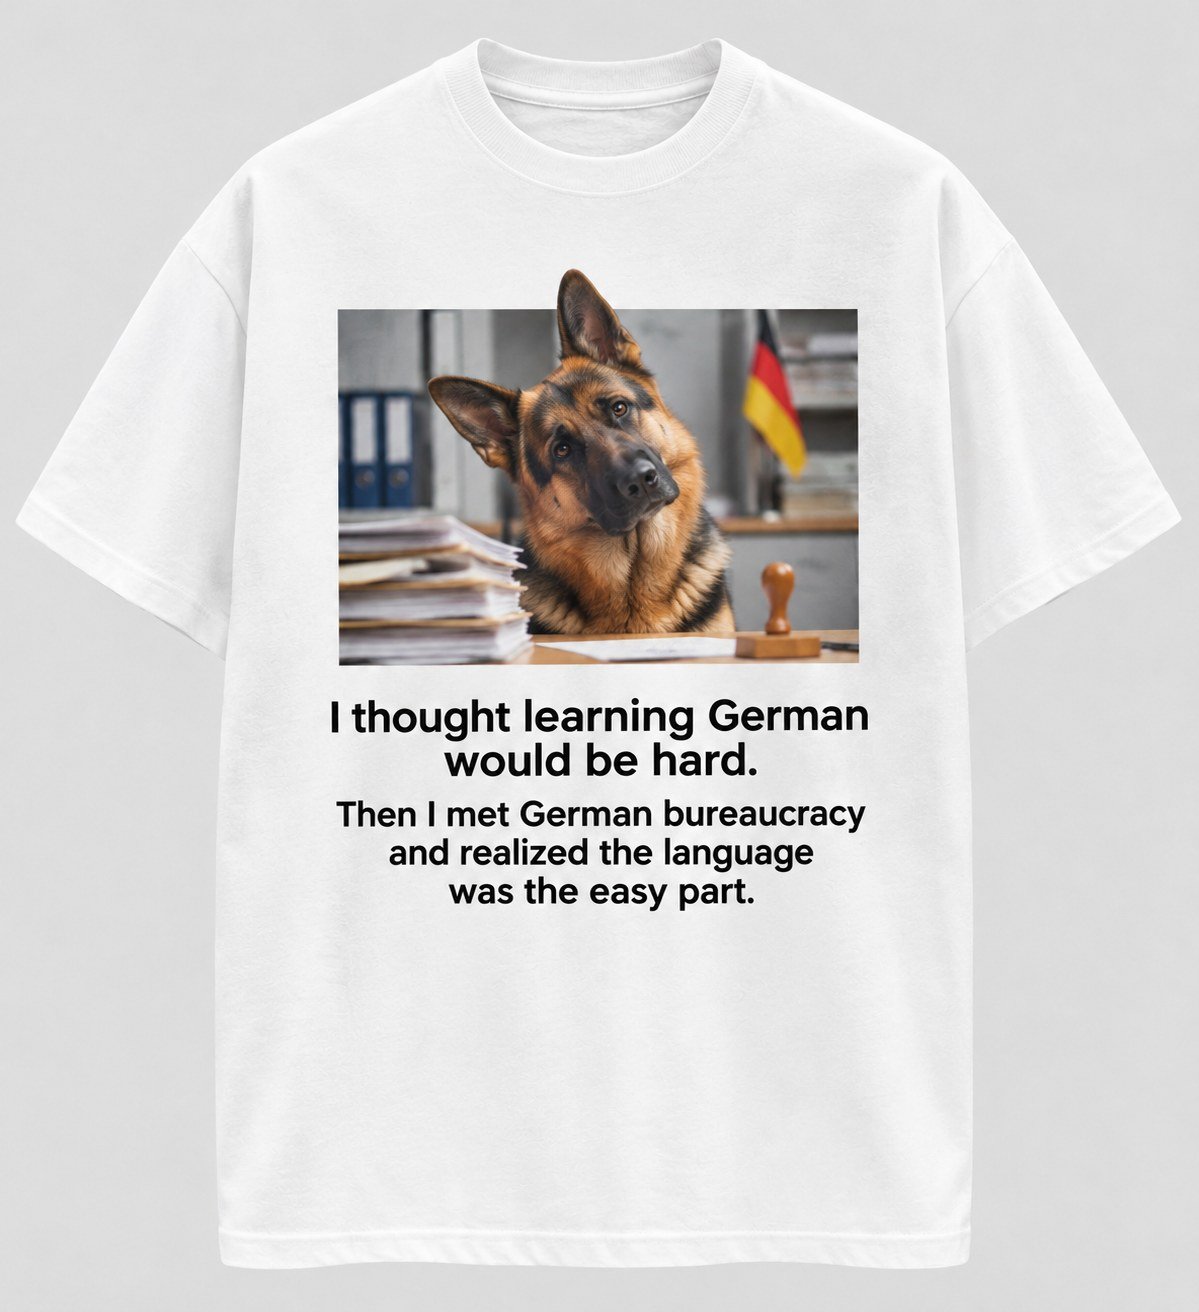 I thought learning German
would be hard.
Then I met German bureaucracy
and realized the language
was the easy part.